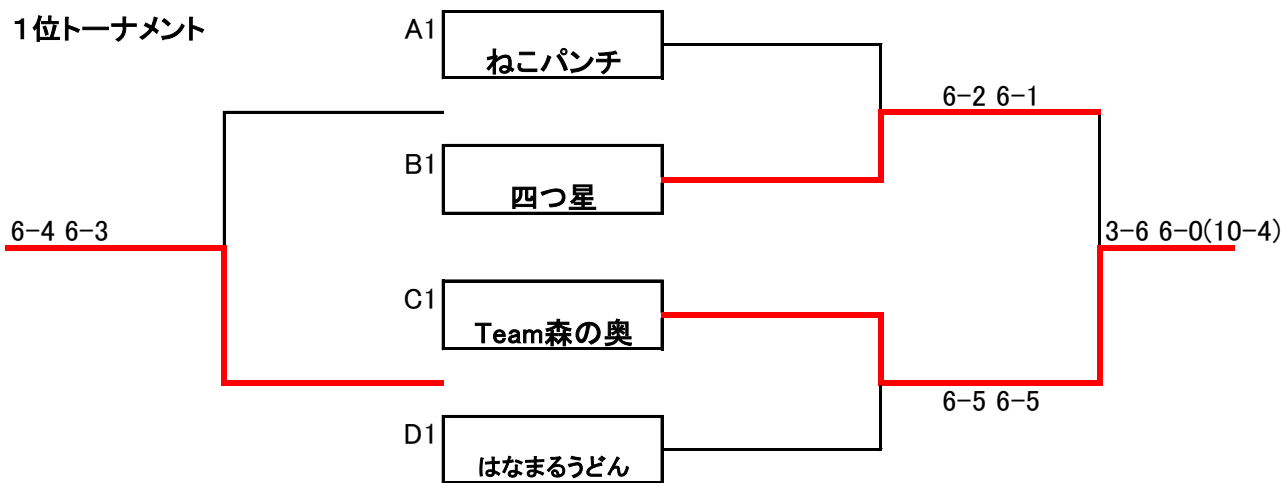 1位トーナメント
A1
ねこパンチ
6-2 6-1
B1
四つ星
6-4 6-3
3-6 6-0(10-4)
C1
Team森の奥
6-5 6-5
D1
はなまるうどん